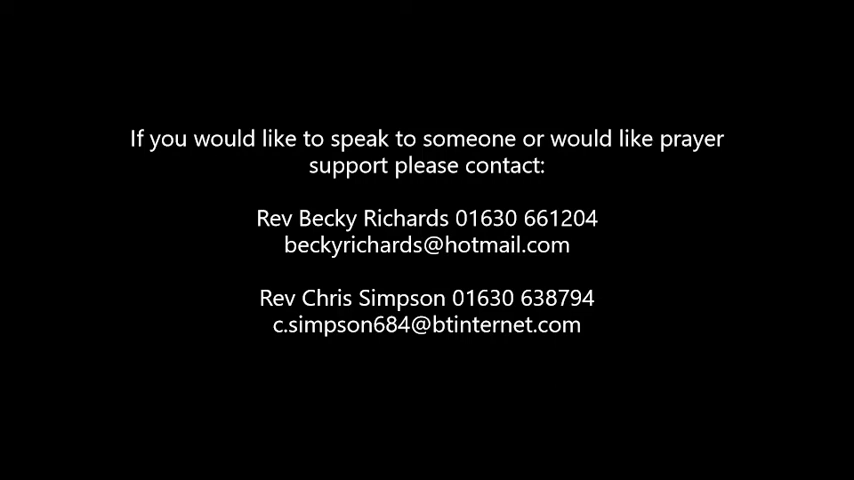 If you would like to speak to someone or would like prayer
support please contact:
Rev Becky Richards 01630 661204
beckyrichards@hotmail.com
Rev Chris Simpson 01630 638794
c.simpson684@btinternet.com